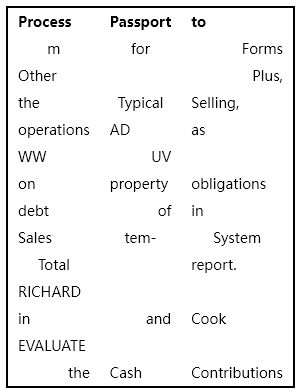 Process Passport to
m for Forms
Other Plus,
the Typical Selling,
operations AD as
WW UV
on property obligations
debt of in
Sales tem- System
Total report.
RICHARD
in and Cook
EVALUATE
the Cash Contributions